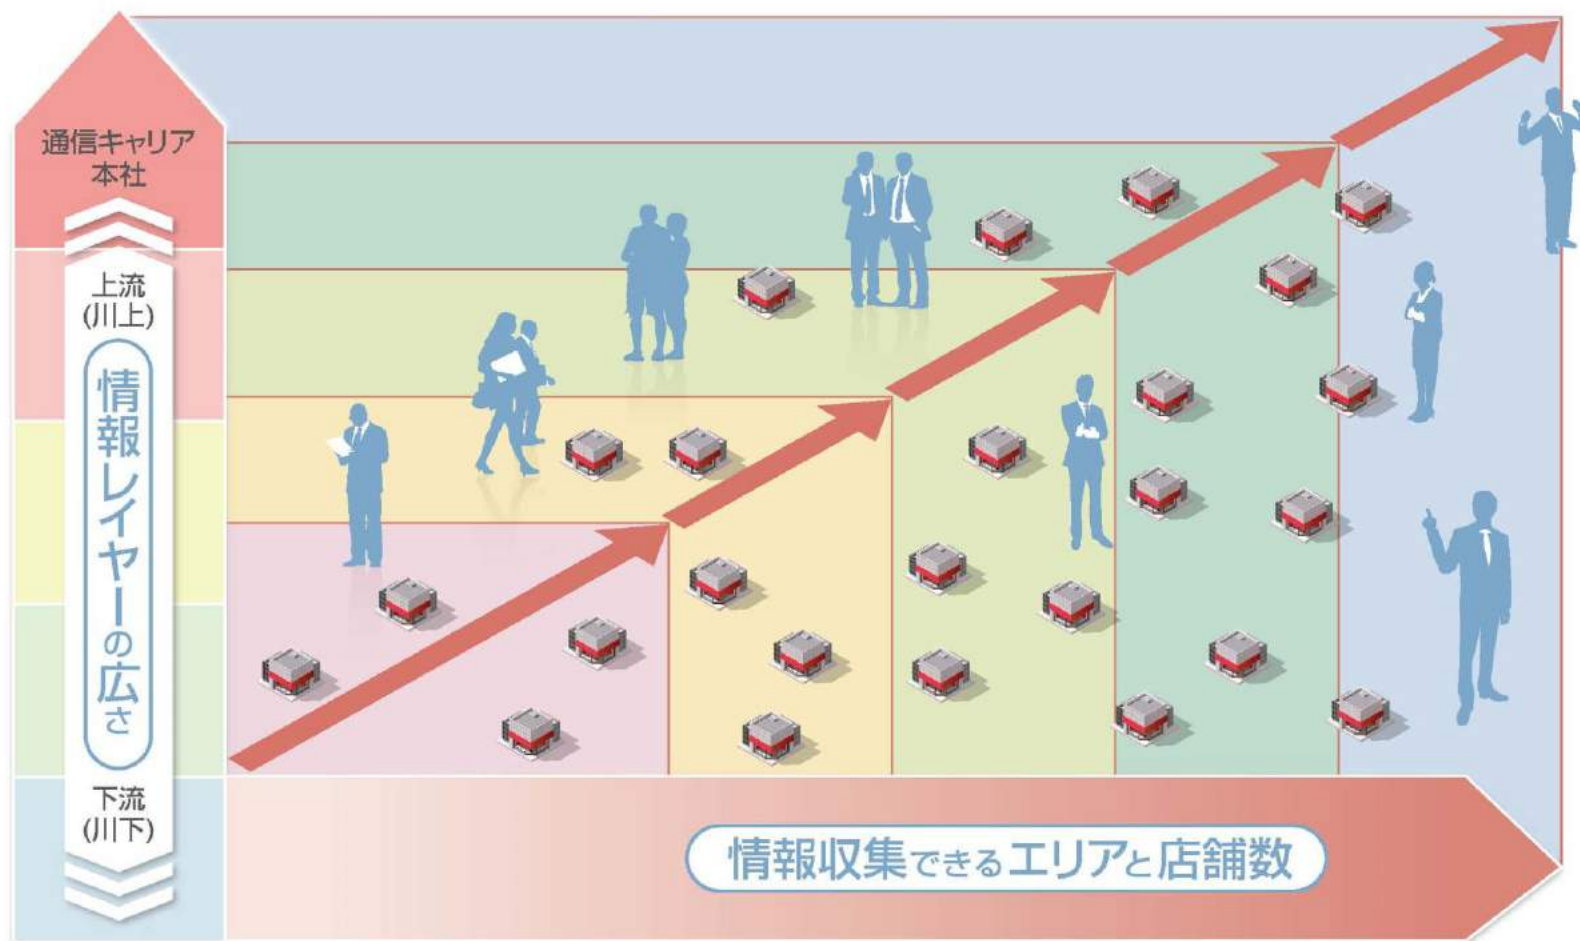 通信キャリア
本社
上流
(川上)
情報レイヤーの広さ
下流
(川下)
情報収集できるエリアと店舗数